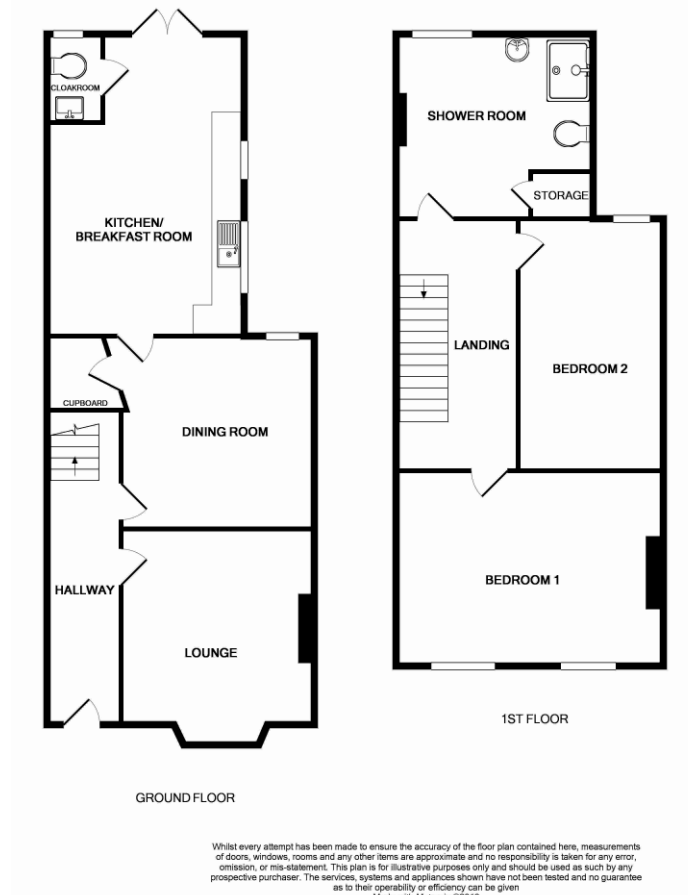 CLOAKROOM
KITCHEN/
BREAKFAST ROOM
CUPBOARD
DINING ROOM
HALLWAY
LOUNGE
GROUND FLOOR
SHOWER ROOM
STORAGE
LANDING
BEDROOM 2
BEDROOM 1
1ST FLOOR
Whilst every attempt has been made to ensure the accuracy of the floor plan contained here, measurements
of doors, windows, rooms and any other items are approximate and no responsibility is taken for any error,
omission, or mis-statement. This plan is for illustrative purposes only and should be used as such by any
prospective purchaser. The services, systems and appliances shown have not been tested and no guarantee
as to their operability or efficiency can be given